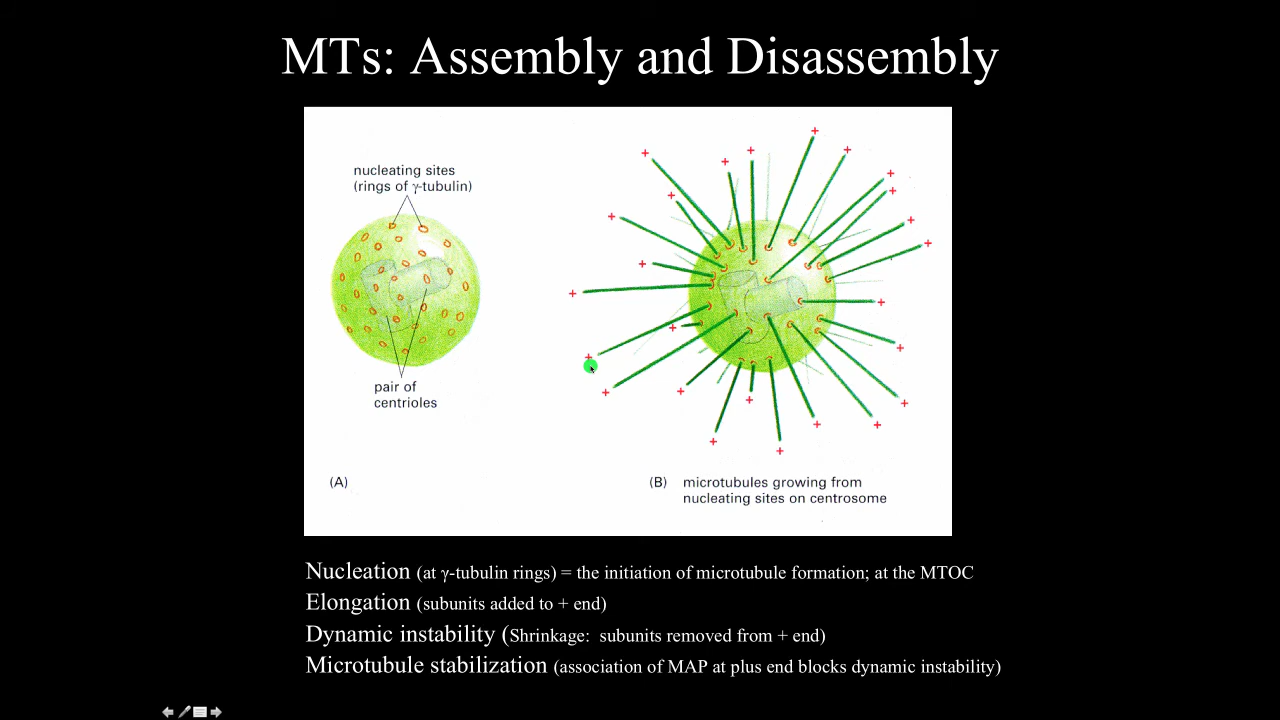 MTs: Assembly and Disassembly
nucleating sites
(rings of γ-tubulin)
pair of
centrioles
(A)
(B) microtubules growing from
nucleating sites on centrosome
Nucleation (at γ-tubulin rings) = the initiation of microtubule formation; at the MTOC
Elongation (subunits added to + end)
Dynamic instability (Shrinkage: subunits removed from + end)
Microtubule stabilization (association of MAP at plus end blocks dynamic instability)